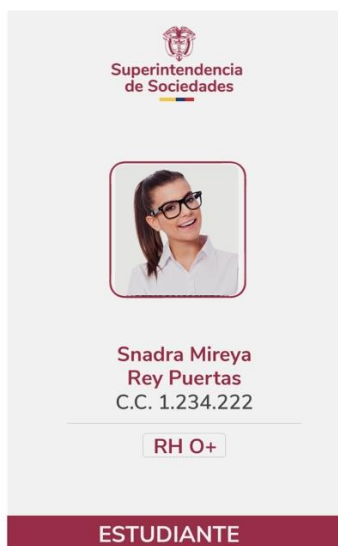 Superintendencia
de Sociedades
Snadra Mireya
Rey Puertas
C.C. 1.234.222
RH O+
ESTUDIANTE